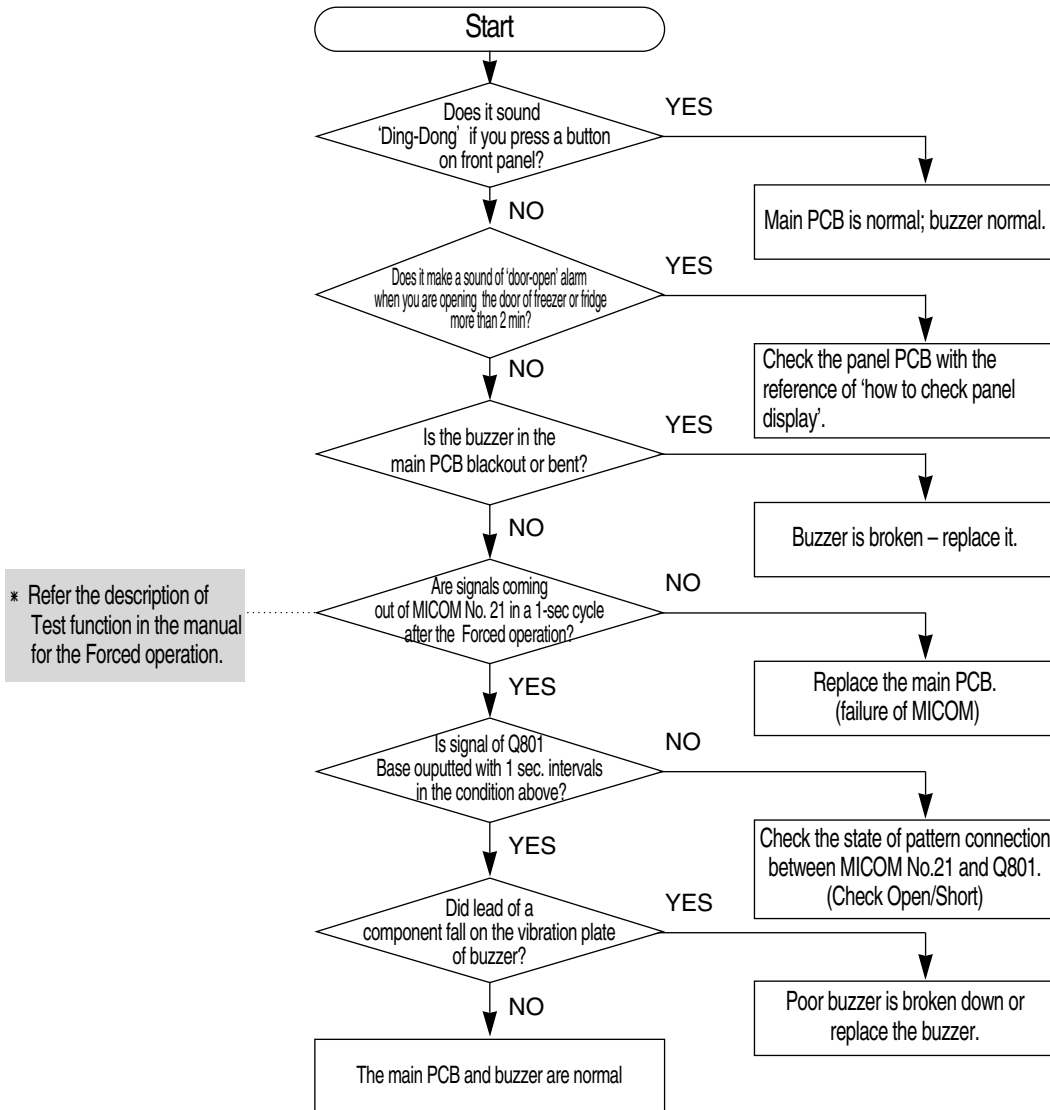 Start
Does it sound
‘Ding-Dong’ if you press a button
on front panel?
YES
Main PCB is normal; buzzer normal.
NO
Does it make a sound of ‘door-open’ alarm
when you are opening the door of freezer or fridge
more than 2 min?
YES
Check the panel PCB with the
reference of ‘how to check panel
display’.
NO
Is the buzzer in the
main PCB blackout or bent?
YES
Buzzer is broken – replace it.
NO
* Refer the description of
Test function in the manual
for the Forced operation.
Are signals coming
out of MICOM No. 21 in a 1-sec cycle
after the Forced operation?
NO
Replace the main PCB.
(failure of MICOM)
YES
Is signal of Q801
Base ouputted with 1 sec. intervals
in the condition above?
NO
Check the state of pattern connection
between MICOM No.21 and Q801.
(Check Open/Short)
YES
Did lead of a
component fall on the vibration plate
of buzzer?
YES
Poor buzzer is broken down or
replace the buzzer.
NO
The main PCB and buzzer are normal